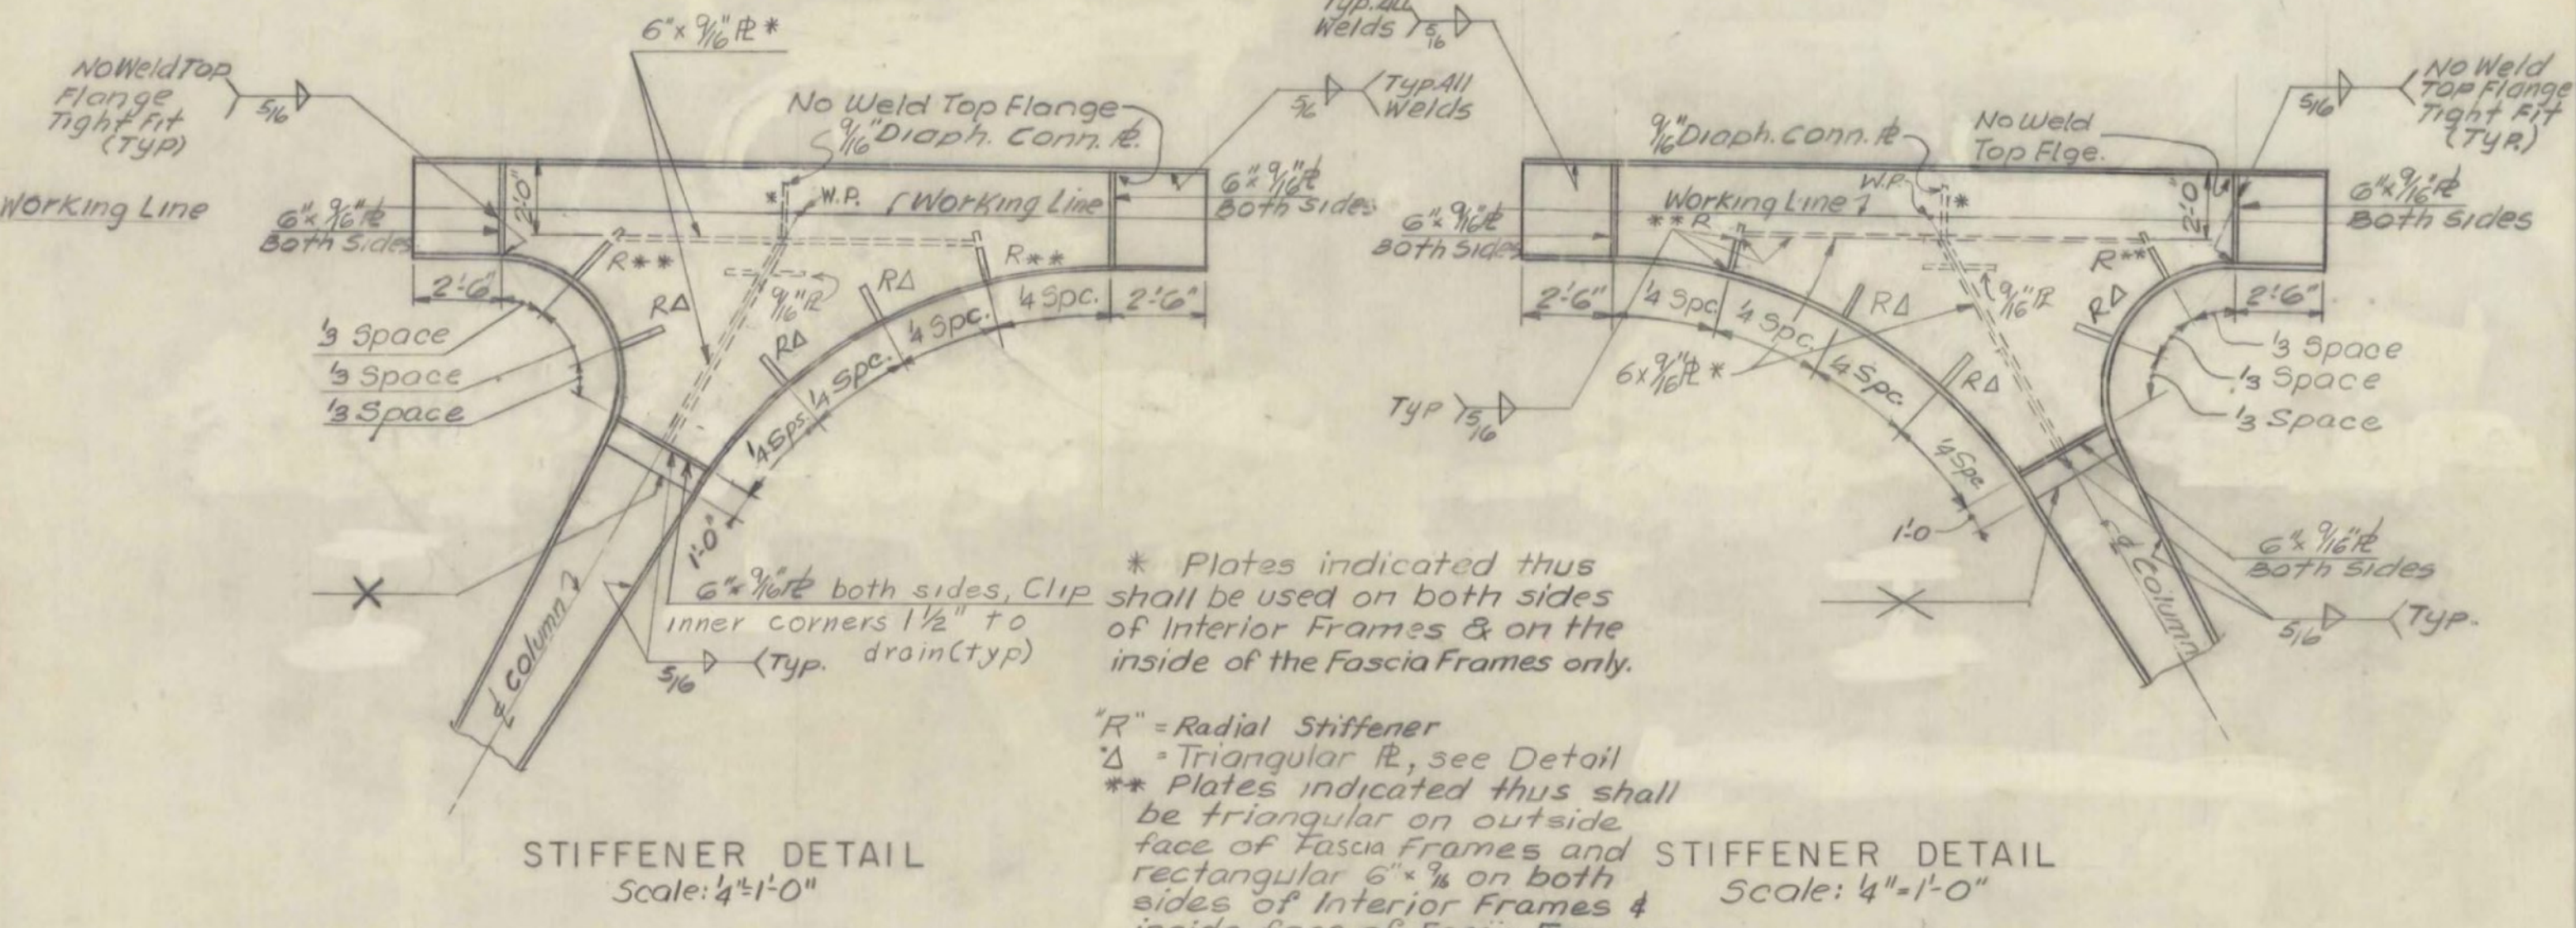 6" x 9/16" ℙL *
No Weld Top
Flange
Tight Fit
(Typ)
5/16
No Weld Top Flange
9/16" Diaph. Conn. ℙL.
5/16
Typ. All
Welds
Working Line
6" x 9/16" ℙL
Both Sides
2'-0"
*
W.P.
Working Line
6" x 9/16" ℙL
Both Sides
R**
R**
2'-6"
RΔ
9/16" ℙL
RΔ
1/4 Spc.
2'-6"
1/3 Space
1/3 Space
1/3 Space
RΔ
1/4 Spc.
1/4 Spc.
1/4 Sps.
1'-0"
X
℄ Column
6" x 9/16" ℙL both sides, Clip
inner corners 1 1/2" to
drain (typ)
5/16
(Typ.
STIFFENER DETAIL
Scale: 1/4"=1'-0"
* Plates indicated thus
shall be used on both sides
of Interior Frames & on the
inside of the Fascia Frames only.
"R" = Radial Stiffener
"Δ = Triangular ℙL, see Detail
** Plates indicated thus shall
be triangular on outside
face of Fascia Frames and
rectangular 6" x 9/16 on both
sides of Interior Frames &
Typ. All
Welds
5/16
9/16" Diaph. Conn. ℙL
No Weld
Top Flge.
5/16
No Weld
Top Flange
Tight Fit
(Typ.)
W.P.
*
Working Line
2'-0"
6" x 9/16" ℙL
Both Sides
**R
6" x 9/16" ℙL
Both Sides
R**
2'-6"
1/4 Spc.
1/4 Spc.
RΔ
9/16" ℙL
RΔ
2'-6"
6 x 9/16" ℙL *
1/4 Spc.
RΔ
1/3 Space
1/3 Space
1/3 Space
Typ
5/16
1/4 Spc.
1'-0
X
℄ Column
6" x 9/16" ℙL
Both Sides
5/16
(Typ.
STIFFENER DETAIL
Scale: 1/4"=1'-0"